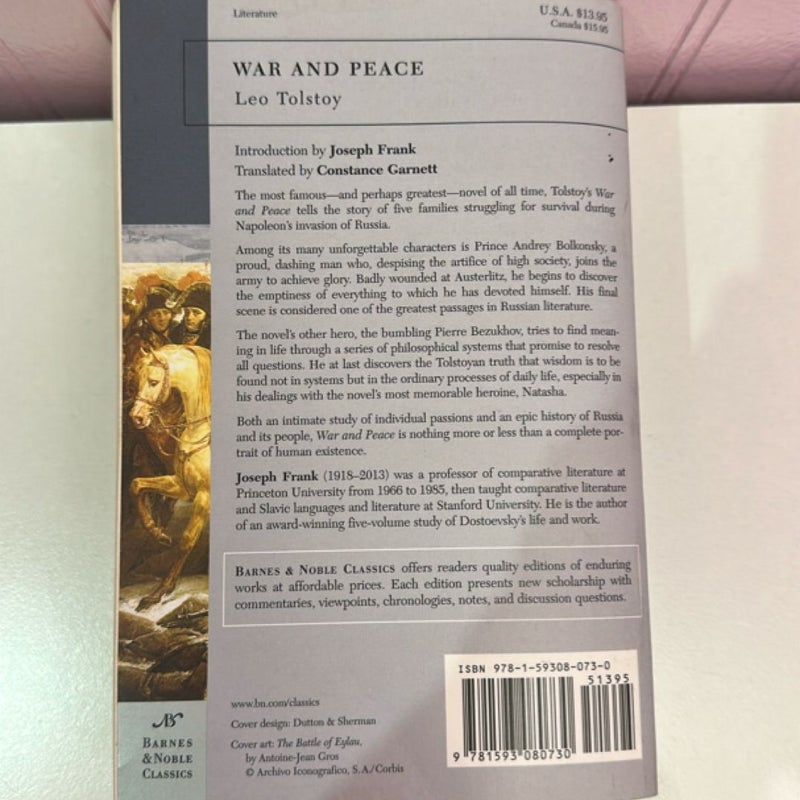 Literature
U.S.A. $13.95
Canada $15.95
WAR AND PEACE
Leo Tolstoy
Introduction by Joseph Frank
Translated by Constance Garnett
The most famous—and perhaps greatest—novel of all time, Tolstoy's War
and Peace tells the story of five families struggling for survival during
Napoleon's invasion of Russia.
Among its many unforgettable characters is Prince Andrey Bolkonsky, a
proud, dashing man who, despising the artifice of high society, joins the
army to achieve glory. Badly wounded at Austerlitz, he begins to discover
the emptiness of everything to which he has devoted himself. His final
scene is considered one of the greatest passages in Russian literature.
The novel's other hero, the bumbling Pierre Bezukhov, tries to find mean-
ing in life through a series of philosophical systems that promise to resolve
all questions. He at last discovers the Tolstoyan truth that wisdom is to be
found not in systems but in the ordinary processes of daily life, especially in
his dealings with the novel's most memorable heroine, Natasha.
Both an intimate study of individual passions and an epic history of Russia
and its people, War and Peace is nothing more or less than a complete por-
trait of human existence.
Joseph Frank (1918–2013) was a professor of comparative literature at
Princeton University from 1966 to 1985, then taught comparative literature
and Slavic languages and literature at Stanford University. He is the author
of an award-winning five-volume study of Dostoevsky's life and work.
BARNES & NOBLE CLASSICS offers readers quality editions of enduring
works at affordable prices. Each edition presents new scholarship with
commentaries, viewpoints, chronologies, notes, and discussion questions.
ISBN 978-1-59308-073-0
51395
9 781593 080730
www.bn.com/classics
Cover design: Dutton & Sherman
Cover art: The Battle of Eylau,
by Antoine-Jean Gros
© Archivo Iconografico, S.A./Corbis
BARNES
& NOBLE
CLASSICS